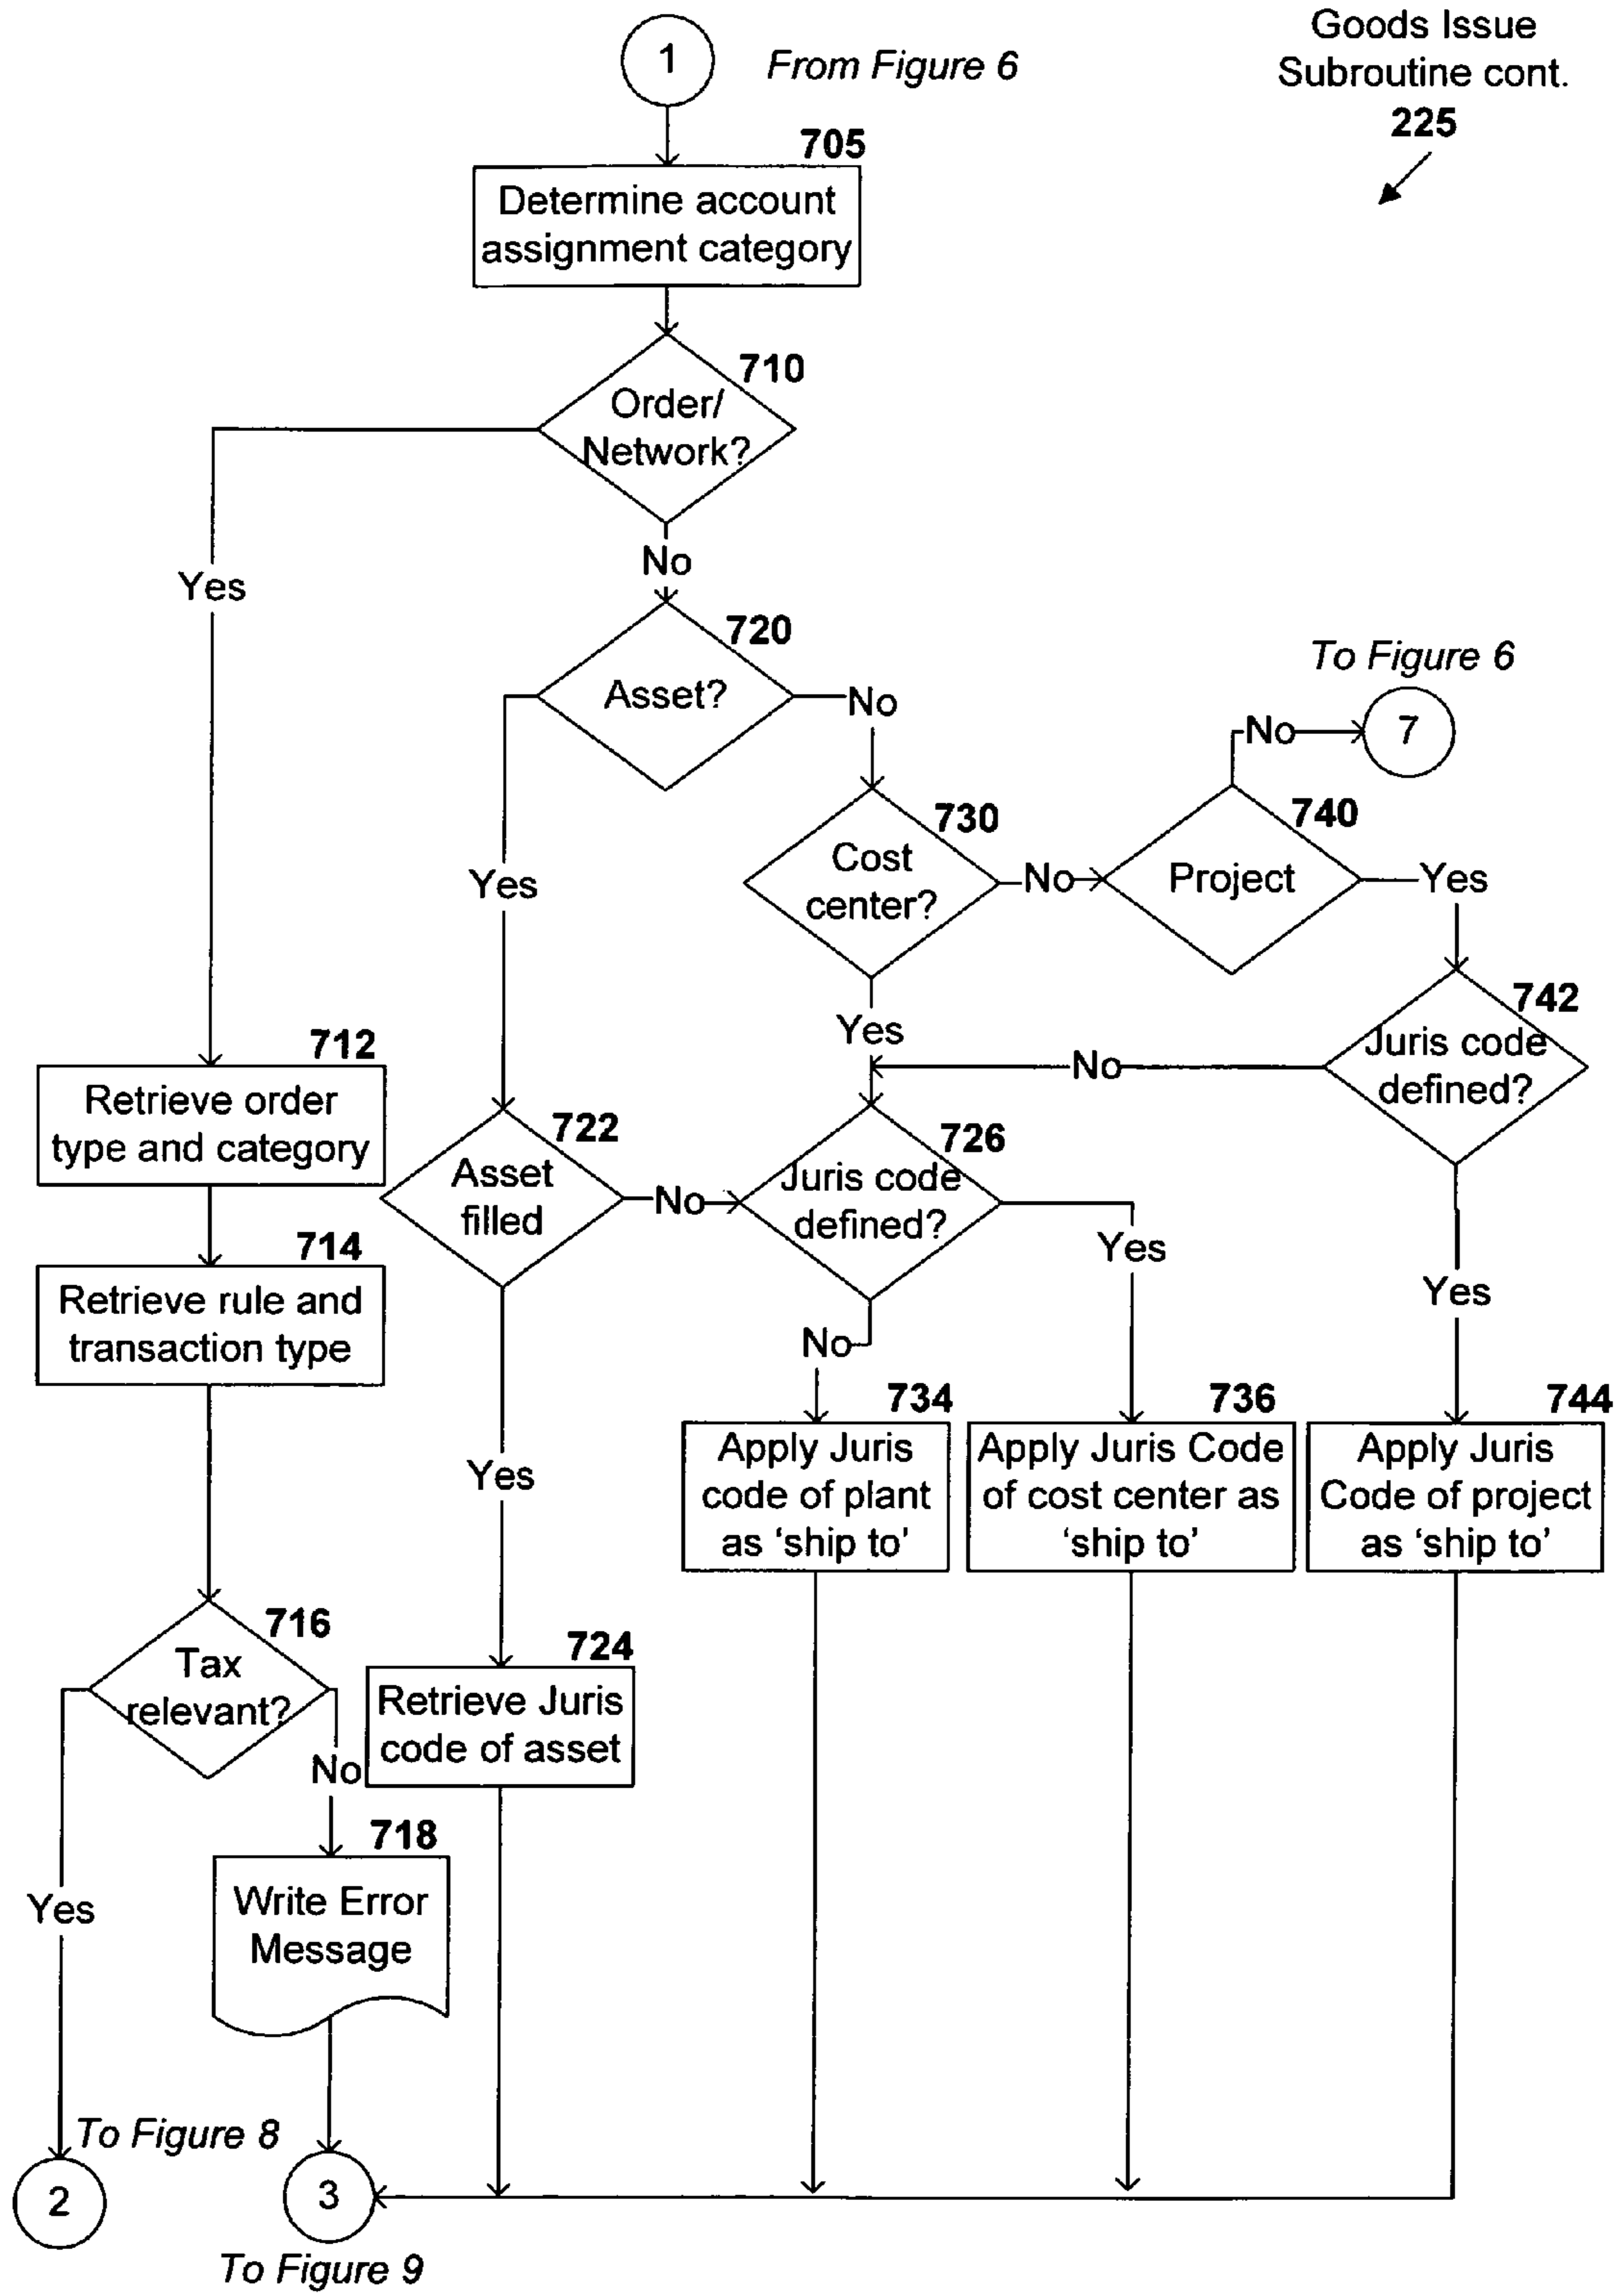 1
From Figure 6
Goods Issue
Subroutine cont.
225
705
Determine account
assignment category
710
Order/
Network?
Yes
No
720
Asset?
No
To Figure 6
No
7
730
Cost
center?
No
740
Project
Yes
Yes
Yes
742
Juris code
defined?
No
712
Retrieve order
type and category
722
Asset
filled
No
726
Juris code
defined?
Yes
714
Retrieve rule and
transaction type
Yes
No
Yes
734
Apply Juris
code of plant
as ‘ship to’
736
Apply Juris Code
of cost center as
‘ship to’
744
Apply Juris
Code of project
as ‘ship to’
716
Tax
relevant?
724
Retrieve Juris
code of asset
No
718
Write Error
Message
Yes
To Figure 8
2
3
To Figure 9